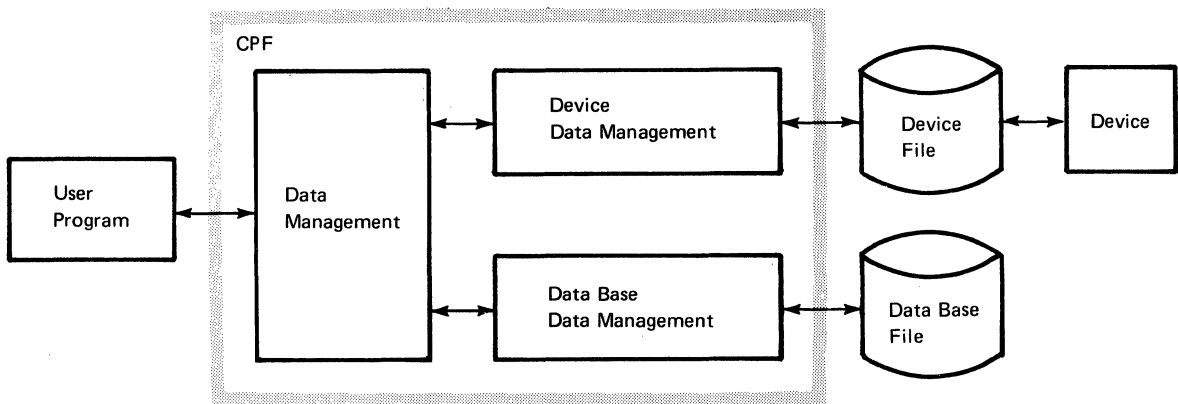 CPF
User
Program
Data
Management
Device
Data Management
Data Base
Data Management
Device
File
Device
Data Base
File